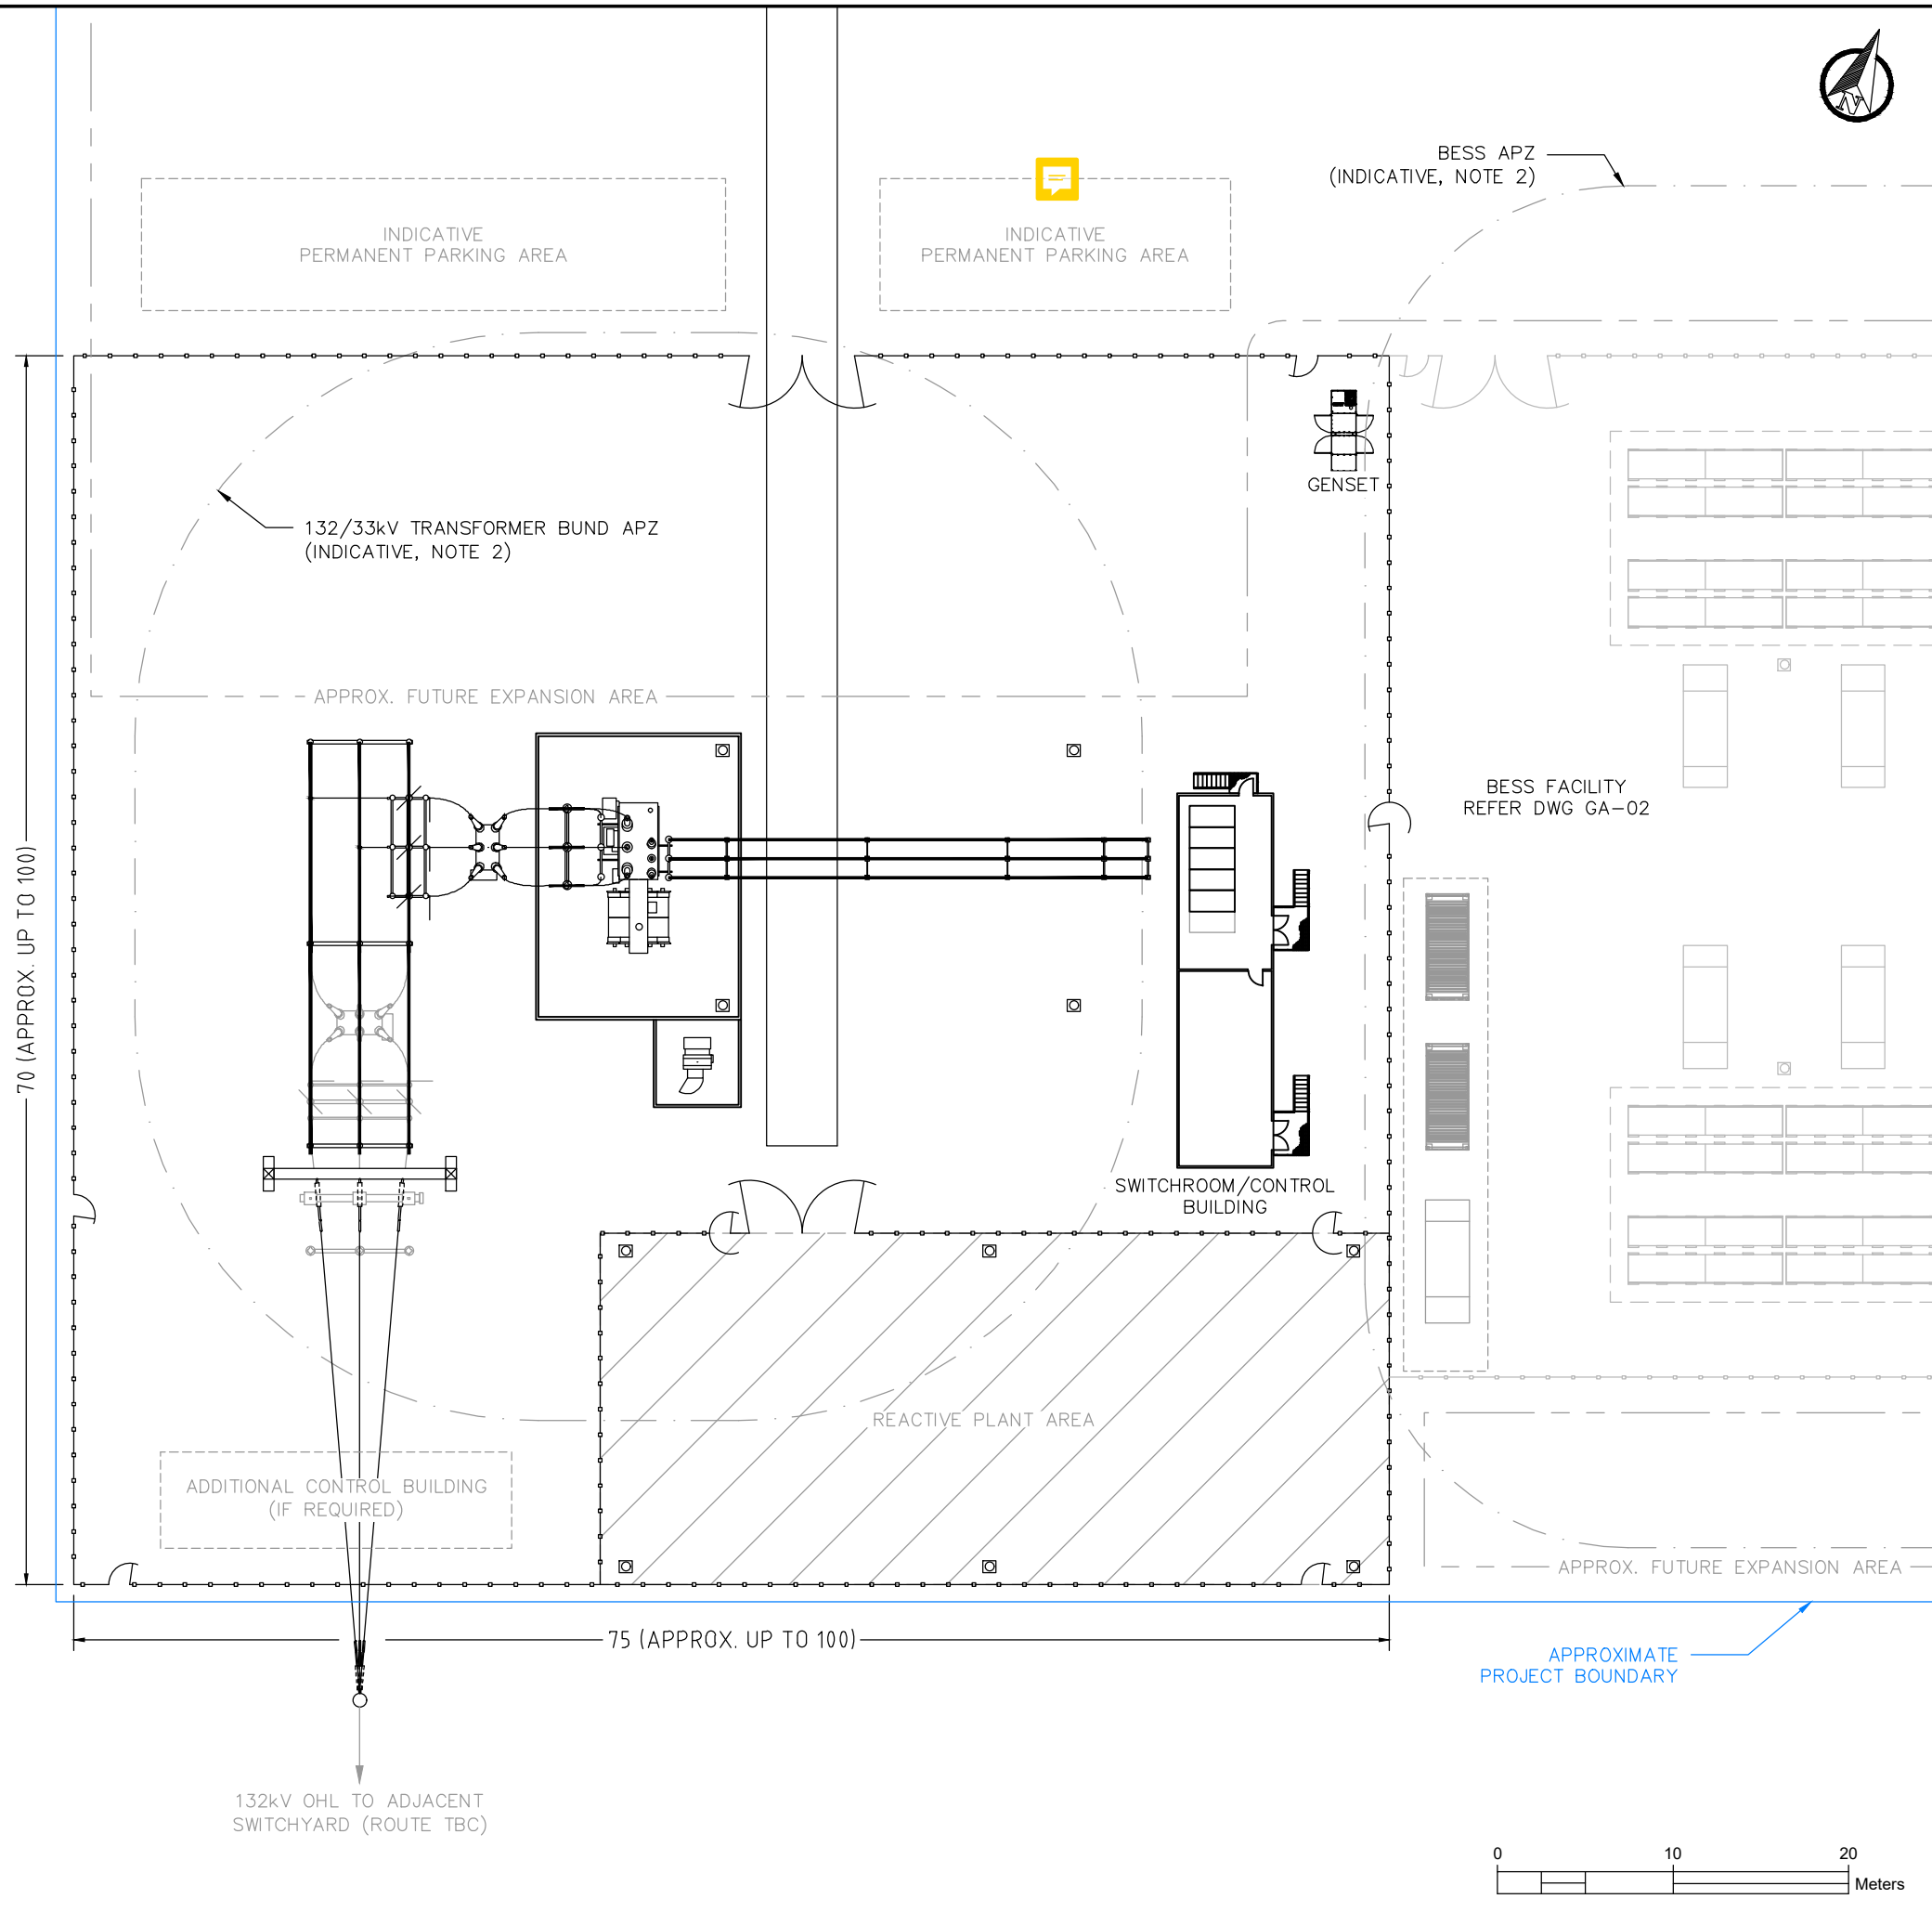 N
BESS APZ
(INDICATIVE, NOTE 2)
INDICATIVE
PERMANENT PARKING AREA
INDICATIVE
PERMANENT PARKING AREA
GENSET
132/33kV TRANSFORMER BUND APZ
(INDICATIVE, NOTE 2)
APPROX. FUTURE EXPANSION AREA
BESS FACILITY
REFER DWG GA-02
70 (APPROX. UP TO 100)
SWITCHROOM/CONTROL
BUILDING
REACTIVE PLANT AREA
ADDITIONAL CONTROL BUILDING
(IF REQUIRED)
APPROX. FUTURE EXPANSION AREA
75 (APPROX. UP TO 100)
APPROXIMATE
PROJECT BOUNDARY
132kV OHL TO ADJACENT
SWITCHYARD (ROUTE TBC)
0 10 20
Meters